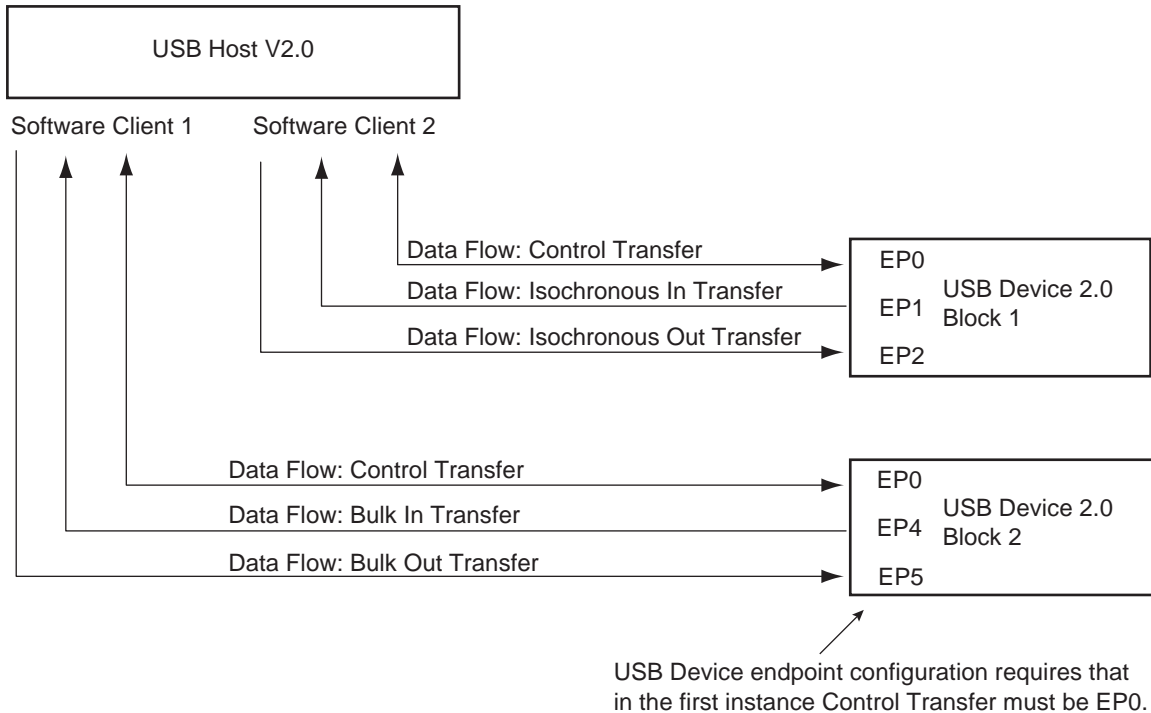 USB Host V2.0
Software Client 1
Software Client 2
Data Flow: Control Transfer
Data Flow: Isochronous In Transfer
Data Flow: Isochronous Out Transfer
EP0
EP1
EP2
USB Device 2.0
Block 1
Data Flow: Control Transfer
Data Flow: Bulk In Transfer
Data Flow: Bulk Out Transfer
EP0
EP4
EP5
USB Device 2.0
Block 2
USB Device endpoint configuration requires that
in the first instance Control Transfer must be EP0.